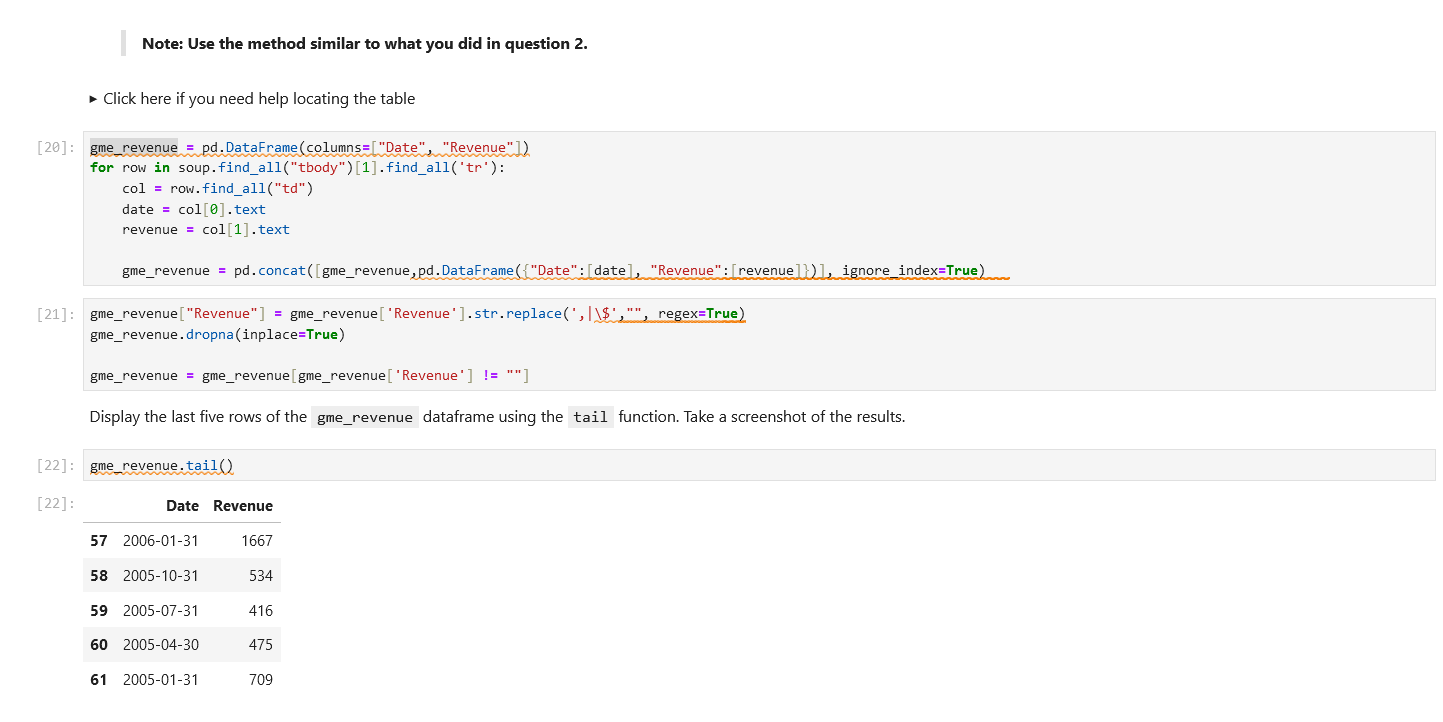 Note: Use the method similar to what you did in question 2.
▸ Click here if you need help locating the table
[20]: gme_revenue = pd.DataFrame(columns=["Date", "Revenue"])
for row in soup.find_all("tbody")[1].find_all('tr'):
    col = row.find_all("td")
    date = col[0].text
    revenue = col[1].text
    gme_revenue = pd.concat([gme_revenue,pd.DataFrame({"Date":[date], "Revenue":[revenue]})], ignore_index=True)
[21]: gme_revenue["Revenue"] = gme_revenue['Revenue'].str.replace(',|\$',"", regex=True)
gme_revenue.dropna(inplace=True)
gme_revenue = gme_revenue[gme_revenue['Revenue'] != ""]
Display the last five rows of the gme_revenue dataframe using the tail function. Take a screenshot of the results.
[22]: gme_revenue.tail()
[22]: Date Revenue
57 2006-01-31 1667
58 2005-10-31 534
59 2005-07-31 416
60 2005-04-30 475
61 2005-01-31 709